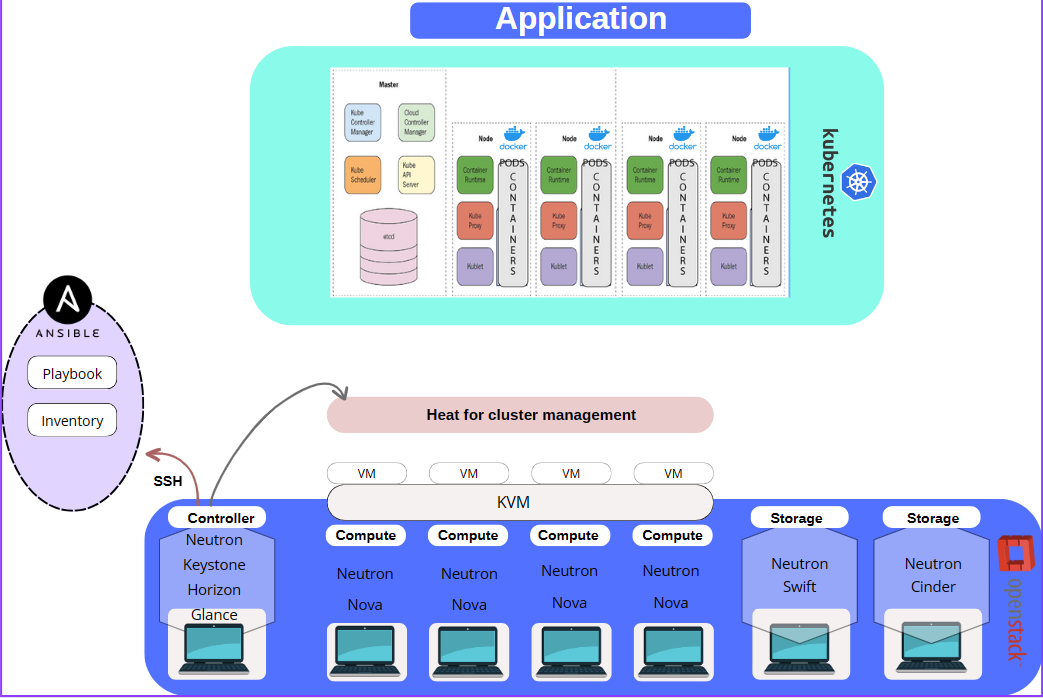 Application
Master
Kube
Controller
Manager
Cloud
Controller
Manager
Kube
Scheduler
Kube
API
Server
etcd
Node
docker
PODS
Container
Runtime
Kube
Proxy
Kublet
CONTAINERS
Node
docker
PODS
Container
Runtime
Kube
Proxy
Kublet
CONTAINERS
Node
docker
PODS
Container
Runtime
Kube
Proxy
Kublet
CONTAINERS
Node
docker
PODS
Container
Runtime
Kube
Proxy
Kublet
CONTAINERS
kubernetes
ANSIBLE
Playbook
Inventory
SSH
Heat for cluster management
VM
VM
VM
VM
KVM
Controller
Neutron
Keystone
Horizon
Glance
Compute
Neutron
Nova
Compute
Neutron
Nova
Compute
Neutron
Nova
Compute
Neutron
Nova
Storage
Neutron
Swift
Storage
Neutron
Cinder
openstack